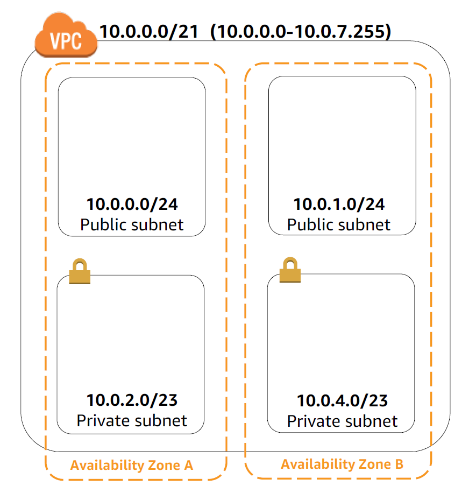 VPC 10.0.0.0/21 (10.0.0.0-10.0.7.255)
10.0.0.0/24
Public subnet
10.0.1.0/24
Public subnet
10.0.2.0/23
Private subnet
10.0.4.0/23
Private subnet
Availability Zone A
Availability Zone B